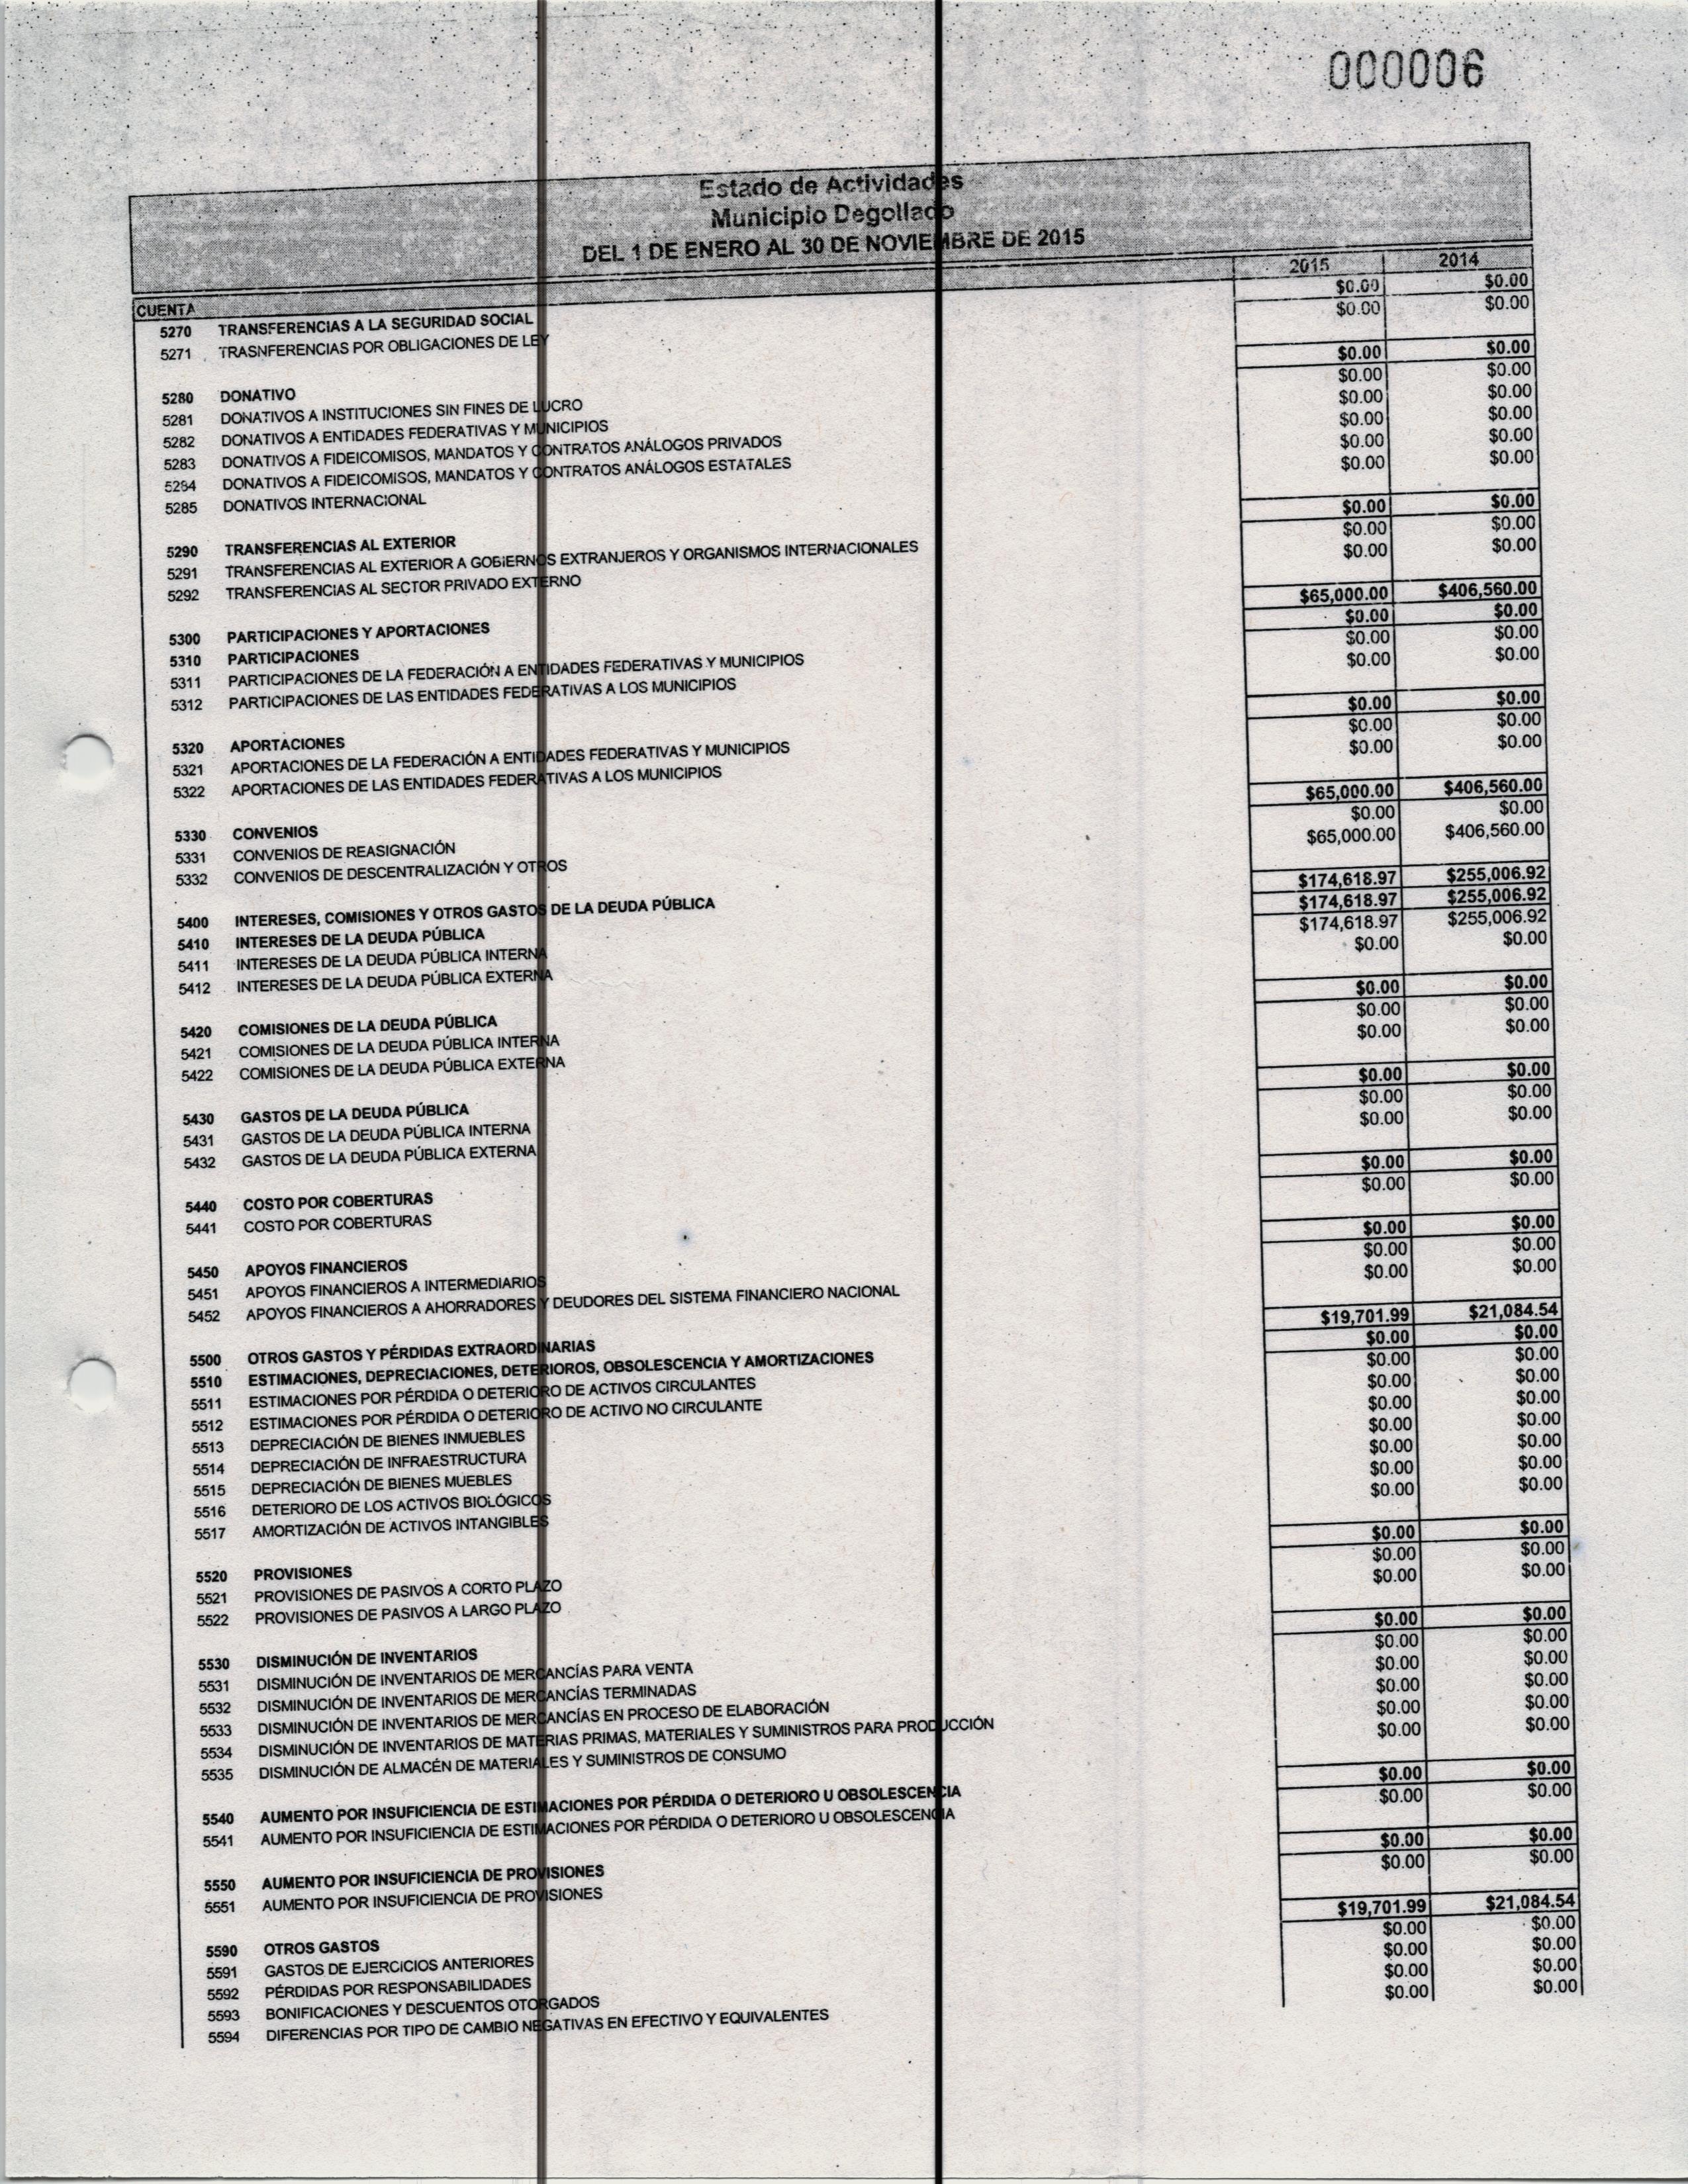 000006
Estado de Actividades
Municipio Degollado
DEL 1 DE ENERO AL 30 DE NOVIEMBRE DE 2015
CUENTA 2015 2014
5270 TRANSFERENCIAS A LA SEGURIDAD SOCIAL $0.00 $0.00
5271 TRASNFERENCIAS POR OBLIGACIONES DE LEY $0.00 $0.00
5280 DONATIVO $0.00 $0.00
5281 DONATIVOS A INSTITUCIONES SIN FINES DE LUCRO $0.00 $0.00
5282 DONATIVOS A ENTIDADES FEDERATIVAS Y MUNICIPIOS $0.00 $0.00
5283 DONATIVOS A FIDEICOMISOS, MANDATOS Y CONTRATOS ANÁLOGOS PRIVADOS $0.00 $0.00
5284 DONATIVOS A FIDEICOMISOS, MANDATOS Y CONTRATOS ANÁLOGOS ESTATALES $0.00 $0.00
5285 DONATIVOS INTERNACIONAL $0.00 $0.00
5290 TRANSFERENCIAS AL EXTERIOR $0.00 $0.00
5291 TRANSFERENCIAS AL EXTERIOR A GOBIERNOS EXTRANJEROS Y ORGANISMOS INTERNACIONALES $0.00 $0.00
5292 TRANSFERENCIAS AL SECTOR PRIVADO EXTERNO $0.00 $0.00
5300 PARTICIPACIONES Y APORTACIONES $65,000.00 $406,560.00
5310 PARTICIPACIONES $0.00 $0.00
5311 PARTICIPACIONES DE LA FEDERACIÓN A ENTIDADES FEDERATIVAS Y MUNICIPIOS $0.00 $0.00
5312 PARTICIPACIONES DE LAS ENTIDADES FEDERATIVAS A LOS MUNICIPIOS $0.00 $0.00
5320 APORTACIONES $0.00 $0.00
5321 APORTACIONES DE LA FEDERACIÓN A ENTIDADES FEDERATIVAS Y MUNICIPIOS $0.00 $0.00
5322 APORTACIONES DE LAS ENTIDADES FEDERATIVAS A LOS MUNICIPIOS $0.00 $0.00
5330 CONVENIOS $65,000.00 $406,560.00
5331 CONVENIOS DE REASIGNACIÓN $0.00 $0.00
5332 CONVENIOS DE DESCENTRALIZACIÓN Y OTROS $65,000.00 $406,560.00
5400 INTERESES, COMISIONES Y OTROS GASTOS DE LA DEUDA PÚBLICA $174,618.97 $255,006.92
5410 INTERESES DE LA DEUDA PÚBLICA $174,618.97 $255,006.92
5411 INTERESES DE LA DEUDA PÚBLICA INTERNA $174,618.97 $255,006.92
5412 INTERESES DE LA DEUDA PÚBLICA EXTERNA $0.00 $0.00
5420 COMISIONES DE LA DEUDA PÚBLICA $0.00 $0.00
5421 COMISIONES DE LA DEUDA PÚBLICA INTERNA $0.00 $0.00
5422 COMISIONES DE LA DEUDA PÚBLICA EXTERNA $0.00 $0.00
5430 GASTOS DE LA DEUDA PÚBLICA $0.00 $0.00
5431 GASTOS DE LA DEUDA PÚBLICA INTERNA $0.00 $0.00
5432 GASTOS DE LA DEUDA PÚBLICA EXTERNA $0.00 $0.00
5440 COSTO POR COBERTURAS $0.00 $0.00
5441 COSTO POR COBERTURAS $0.00 $0.00
5450 APOYOS FINANCIEROS $0.00 $0.00
5451 APOYOS FINANCIEROS A INTERMEDIARIOS $0.00 $0.00
5452 APOYOS FINANCIEROS A AHORRADORES Y DEUDORES DEL SISTEMA FINANCIERO NACIONAL $0.00 $0.00
5500 OTROS GASTOS Y PÉRDIDAS EXTRAORDINARIAS $19,701.99 $21,084.54
5510 ESTIMACIONES, DEPRECIACIONES, DETERIOROS, OBSOLESCENCIA Y AMORTIZACIONES $0.00 $0.00
5511 ESTIMACIONES POR PÉRDIDA O DETERIORO DE ACTIVOS CIRCULANTES $0.00 $0.00
5512 ESTIMACIONES POR PÉRDIDA O DETERIORO DE ACTIVO NO CIRCULANTE $0.00 $0.00
5513 DEPRECIACIÓN DE BIENES INMUEBLES $0.00 $0.00
5514 DEPRECIACIÓN DE INFRAESTRUCTURA $0.00 $0.00
5515 DEPRECIACIÓN DE BIENES MUEBLES $0.00 $0.00
5516 DETERIORO DE LOS ACTIVOS BIOLÓGICOS $0.00 $0.00
5517 AMORTIZACIÓN DE ACTIVOS INTANGIBLES $0.00 $0.00
5520 PROVISIONES $0.00 $0.00
5521 PROVISIONES DE PASIVOS A CORTO PLAZO $0.00 $0.00
5522 PROVISIONES DE PASIVOS A LARGO PLAZO $0.00 $0.00
5530 DISMINUCIÓN DE INVENTARIOS $0.00 $0.00
5531 DISMINUCIÓN DE INVENTARIOS DE MERCANCÍAS PARA VENTA $0.00 $0.00
5532 DISMINUCIÓN DE INVENTARIOS DE MERCANCÍAS TERMINADAS $0.00 $0.00
5533 DISMINUCIÓN DE INVENTARIOS DE MERCANCÍAS EN PROCESO DE ELABORACIÓN $0.00 $0.00
5534 DISMINUCIÓN DE INVENTARIOS DE MATERIAS PRIMAS, MATERIALES Y SUMINISTROS PARA PRODUCCIÓN $0.00 $0.00
5535 DISMINUCIÓN DE ALMACÉN DE MATERIALES Y SUMINISTROS DE CONSUMO $0.00 $0.00
5540 AUMENTO POR INSUFICIENCIA DE ESTIMACIONES POR PÉRDIDA O DETERIORO U OBSOLESCENCIA $0.00 $0.00
5541 AUMENTO POR INSUFICIENCIA DE ESTIMACIONES POR PÉRDIDA O DETERIORO U OBSOLESCENCIA $0.00 $0.00
5550 AUMENTO POR INSUFICIENCIA DE PROVISIONES $0.00 $0.00
5551 AUMENTO POR INSUFICIENCIA DE PROVISIONES $0.00 $0.00
5590 OTROS GASTOS $19,701.99 $21,084.54
5591 GASTOS DE EJERCICIOS ANTERIORES $0.00 $0.00
5592 PÉRDIDAS POR RESPONSABILIDADES $0.00 $0.00
5593 BONIFICACIONES Y DESCUENTOS OTORGADOS $0.00 $0.00
5594 DIFERENCIAS POR TIPO DE CAMBIO NEGATIVAS EN EFECTIVO Y EQUIVALENTES $0.00 $0.00